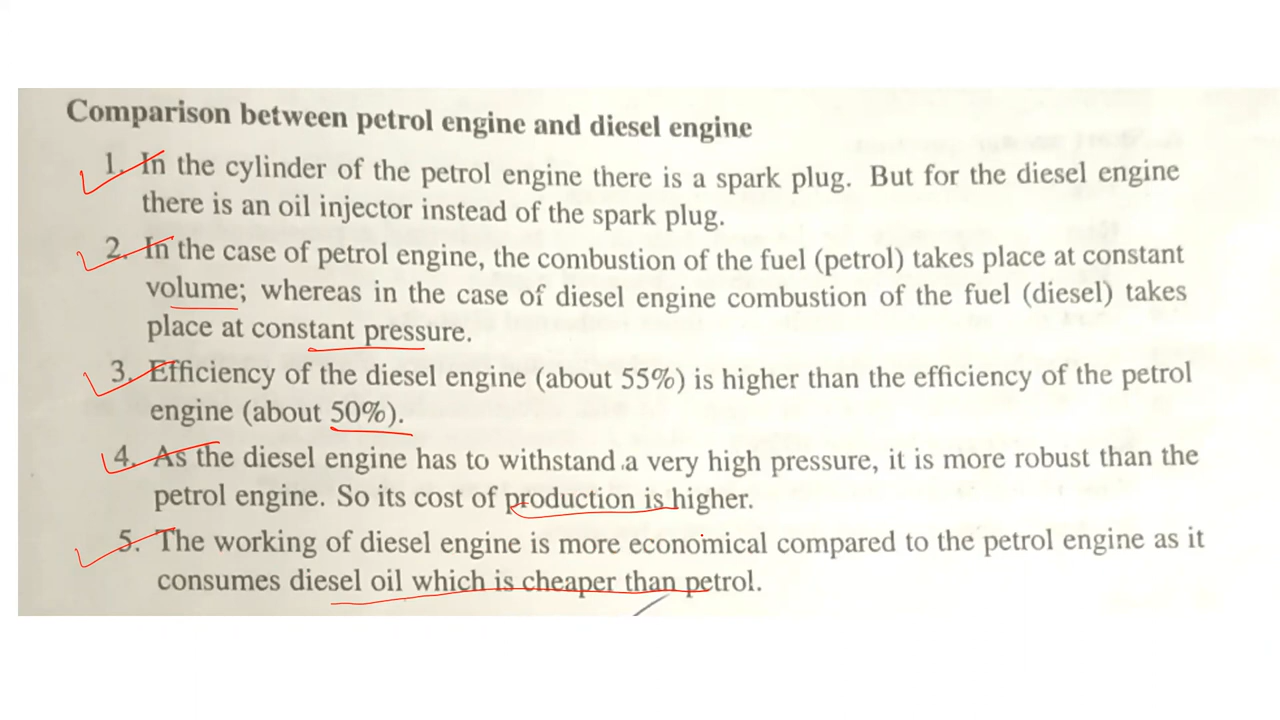 Comparison between petrol engine and diesel engine
1. In the cylinder of the petrol engine there is a spark plug. But for the diesel engine
there is an oil injector instead of the spark plug.
2. In the case of petrol engine, the combustion of the fuel (petrol) takes place at constant
volume; whereas in the case of diesel engine combustion of the fuel (diesel) takes
place at constant pressure.
3. Efficiency of the diesel engine (about 55%) is higher than the efficiency of the petrol
engine (about 50%).
4. As the diesel engine has to withstand a very high pressure, it is more robust than the
petrol engine. So its cost of production is higher.
5. The working of diesel engine is more economical compared to the petrol engine as it
consumes diesel oil which is cheaper than petrol.